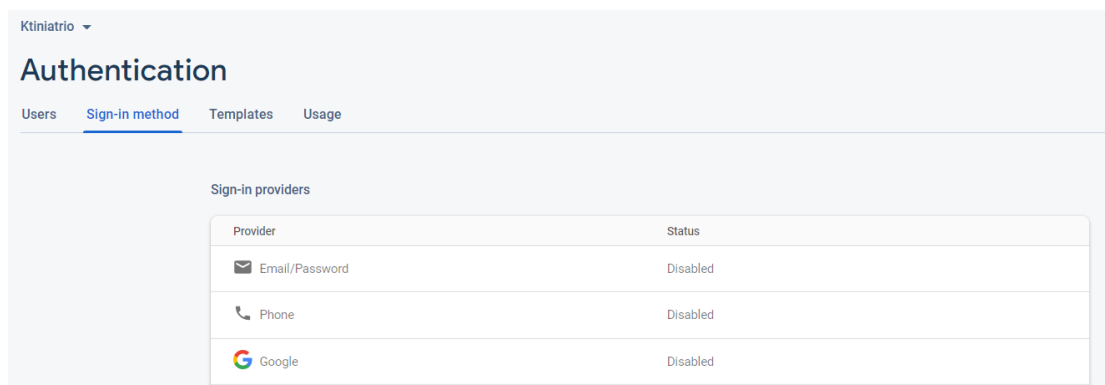 Ktiniatrio
Authentication
Users Sign-in method Templates Usage
Sign-in providers
Provider Status
Email/Password Disabled
Phone Disabled
Google Disabled